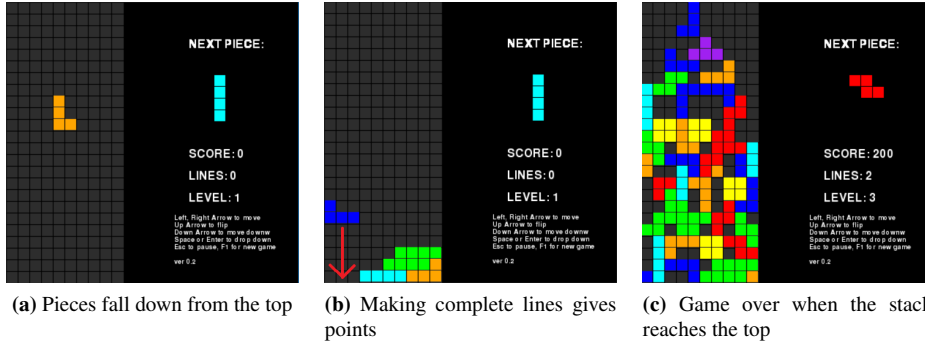 NEXT PIECE:
SCORE: 0
LINES: 0
LEVEL: 1
Left, Right Arrow to move
Up Arrow to flip
Down Arrow to move downw
Space or Enter to drop down
Esc to pause, F1 for new game
ver 0.2
(a) Pieces fall down from the top
NEXT PIECE:
SCORE: 0
LINES: 0
LEVEL: 1
Left, Right Arrow to move
Up Arrow to flip
Down Arrow to move downw
Space or Enter to drop down
Esc to pause, F1 for new game
ver 0.2
(b) Making complete lines gives
points
NEXT PIECE:
SCORE: 200
LINES: 2
LEVEL: 3
Left, Right Arrow to move
Up Arrow to flip
Down Arrow to move downw
Space or Enter to drop down
Esc to pause, F1 for new game
ver 0.2
(c) Game over when the stack
reaches the top